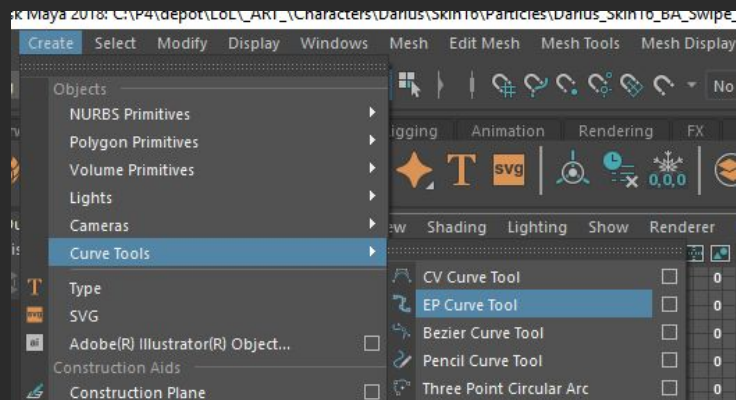 k Maya 2018: C:\P4\depot\LoL\_ART_\Characters\Darius\Skin16\Particles\Darius_Skin16_BA_Swipe_
Create Select Modify Display Windows Mesh Edit Mesh Mesh Tools Mesh Display
Objects
No
NURBS Primitives
Polygon Primitives
igging Animation Rendering FX
Volume Primitives
T svg 0,0,0
Lights
Cameras
ew Shading Lighting Show Renderer
Curve Tools
CV Curve Tool 0
T Type
EP Curve Tool 0
svg SVG
Bezier Curve Tool 0
ai Adobe(R) Illustrator(R) Object...
Pencil Curve Tool 0
Construction Aids
Construction Plane
Three Point Circular Arc 0